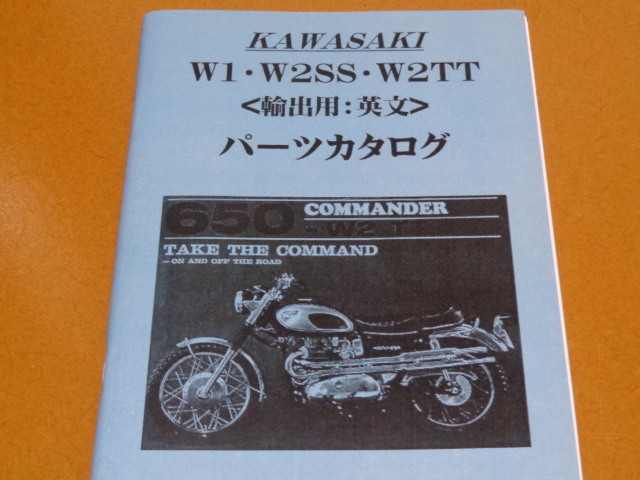 KAWASAKI
W1・W2SS・W2TT
<輸出用：英文>
パーツカタログ
650 COMMANDER
W2 T
TAKE THE COMMAND
– ON AND OFF THE ROAD